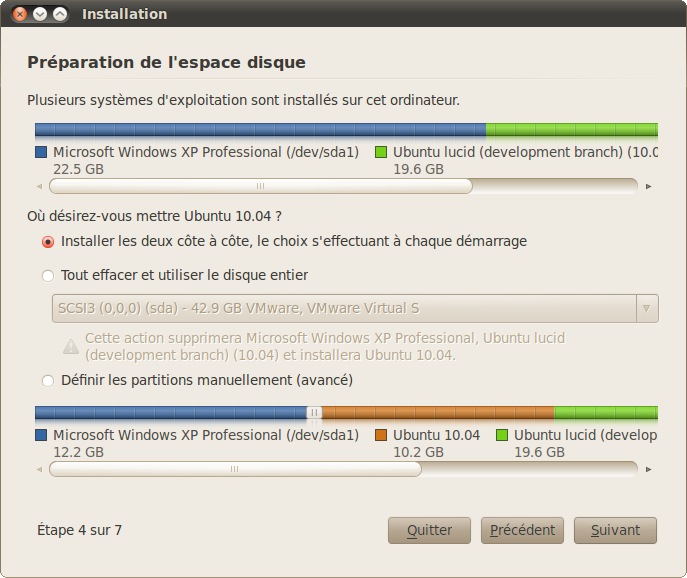 Installation
Préparation de l'espace disque
Plusieurs systèmes d'exploitation sont installés sur cet ordinateur.
Microsoft Windows XP Professional (/dev/sda1) Ubuntu lucid (development branch) (10.0
22.5 GB 19.6 GB
Où désirez-vous mettre Ubuntu 10.04 ?
Installer les deux côte à côte, le choix s'effectuant à chaque démarrage
Tout effacer et utiliser le disque entier
SCSI3 (0,0,0) (sda) - 42.9 GB VMware, VMware Virtual S
Cette action supprimera Microsoft Windows XP Professional, Ubuntu lucid
(development branch) (10.04) et installera Ubuntu 10.04.
Définir les partitions manuellement (avancé)
Microsoft Windows XP Professional (/dev/sda1) Ubuntu 10.04 Ubuntu lucid (develop
12.2 GB 10.2 GB 19.6 GB
Étape 4 sur 7 Quitter Précédent Suivant